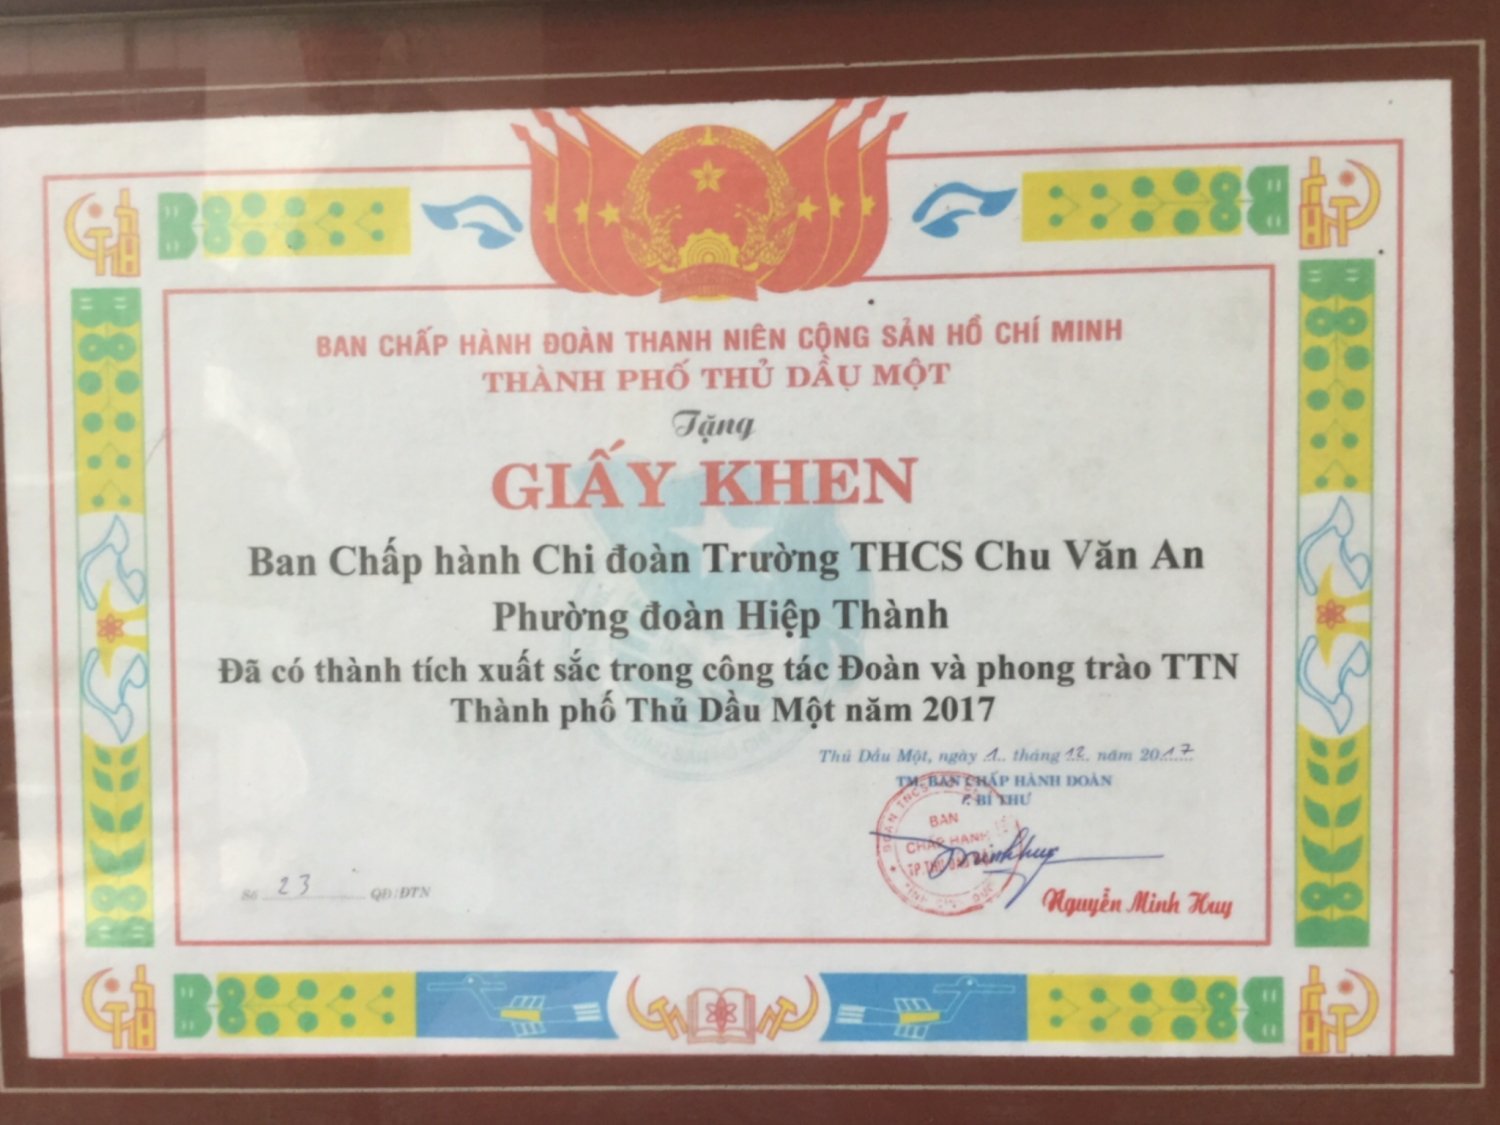 BAN CHẤP HÀNH ĐOÀN THANH NIÊN CỘNG SẢN HỒ CHÍ MINH
THÀNH PHỐ THỦ DẦU MỘT
Tặng
GIẤY KHEN
Ban Chấp hành Chi đoàn Trường THCS Chu Văn An
Phường đoàn Hiệp Thành
Đã có thành tích xuất sắc trong công tác Đoàn và phong trào TTN
Thành phố Thủ Dầu Một năm 2017
Thủ Dầu Một, ngày 1 tháng 12 năm 2017
TM. BAN CHẤP HÀNH ĐOÀN
P. BÍ THƯ
BAN
CHẤP HÀNH
Số 23 QĐ/ĐTN
Nguyễn Minh Huy